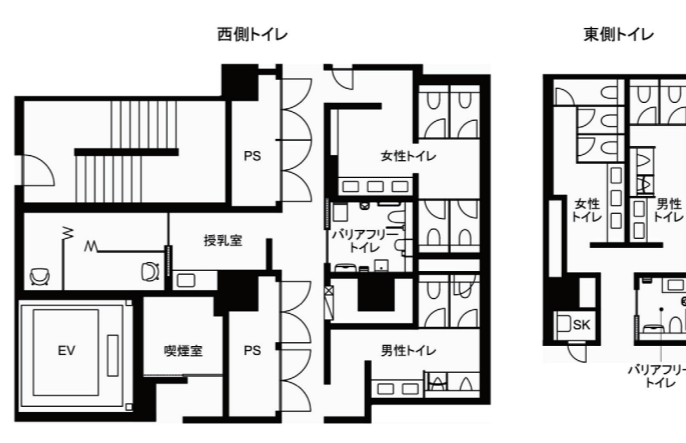 西側トイレ
東側トイレ
PS
女性トイレ
バリアフリー
トイレ
授乳室
EV
喫煙室
PS
男性トイレ
女性
トイレ
男性
トイレ
SK
バリアフリー
トイレ